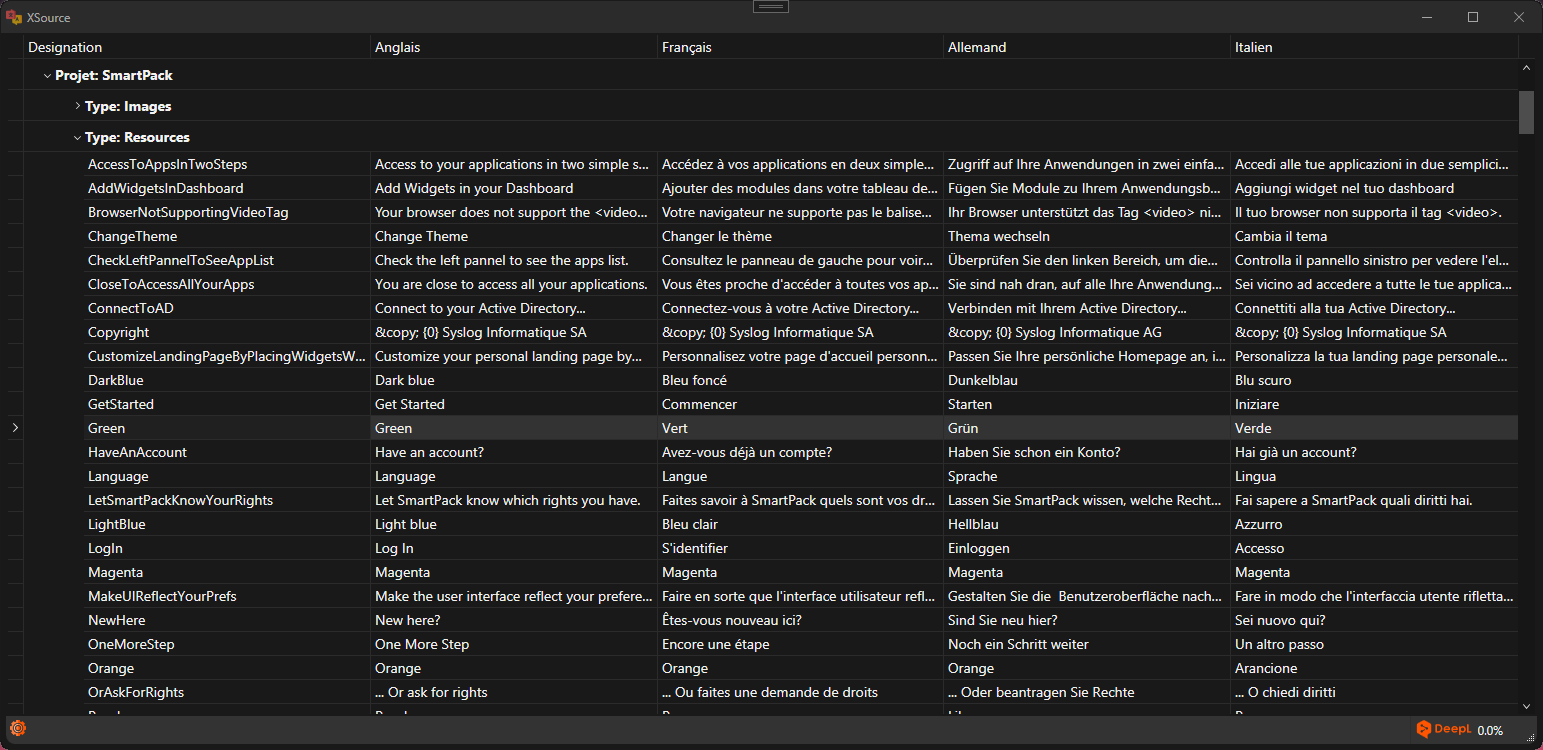 XSource
Designation Anglais Français Allemand Italien
Projet: SmartPack
Type: Images
Type: Resources
AccessToAppsInTwoSteps Access to your applications in two simple s... Accédez à vos applications en deux simple... Zugriff auf Ihre Anwendungen in zwei einfa... Accedi alle tue applicazioni in due semplici...
AddWidgetsInDashboard Add Widgets in your Dashboard Ajouter des modules dans votre tableau de... Fügen Sie Module zu Ihrem Anwendungsb... Aggiungi widget nel tuo dashboard
BrowserNotSupportingVideoTag Your browser does not support the <video... Votre navigateur ne supporte pas le balise... Ihr Browser unterstützt das Tag <video> ni... Il tuo browser non supporta il tag <video>.
ChangeTheme Change Theme Changer le thème Thema wechseln Cambia il tema
CheckLeftPannelToSeeAppList Check the left pannel to see the apps list. Consultez le panneau de gauche pour voir... Überprüfen Sie den linken Bereich, um die... Controlla il pannello sinistro per vedere l'el...
CloseToAccessAllYourApps You are close to access all your applications. Vous êtes proche d'accéder à toutes vos ap... Sie sind nah dran, auf alle Ihre Anwendung... Sei vicino ad accedere a tutte le tue applica...
ConnectToAD Connect to your Active Directory... Connectez-vous à votre Active Directory... Verbinden mit Ihrem Active Directory... Connettiti alla tua Active Directory...
Copyright &copy; {0} Syslog Informatique SA &copy; {0} Syslog Informatique SA &copy; {0} Syslog Informatique AG &copy; {0} Syslog Informatique SA
CustomizeLandingPageByPlacingWidgetsW... Customize your personal landing page by... Personnalisez votre page d'accueil personn... Passen Sie Ihre persönliche Homepage an, i... Personalizza la tua landing page personale...
DarkBlue Dark blue Bleu foncé Dunkelblau Blu scuro
GetStarted Get Started Commencer Starten Iniziare
Green Green Vert Grün Verde
HaveAnAccount Have an account? Avez-vous déjà un compte? Haben Sie schon ein Konto? Hai già un account?
Language Language Langue Sprache Lingua
LetSmartPackKnowYourRights Let SmartPack know which rights you have. Faites savoir à SmartPack quels sont vos dr... Lassen Sie SmartPack wissen, welche Recht... Fai sapere a SmartPack quali diritti hai.
LightBlue Light blue Bleu clair Hellblau Azzurro
LogIn Log In S'identifier Einloggen Accesso
Magenta Magenta Magenta Magenta Magenta
MakeUIReflectYourPrefs Make the user interface reflect your prefere... Faire en sorte que l'interface utilisateur refl... Gestalten Sie die  Benutzeroberfläche nach... Fare in modo che l'interfaccia utente rifletta...
NewHere New here? Êtes-vous nouveau ici? Sind Sie neu hier? Sei nuovo qui?
OneMoreStep One More Step Encore une étape Noch ein Schritt weiter Un altro passo
Orange Orange Orange Orange Arancione
OrAskForRights ... Or ask for rights ... Ou faites une demande de droits ... Oder beantragen Sie Rechte ... O chiedi diritti
DeepL 0.0%